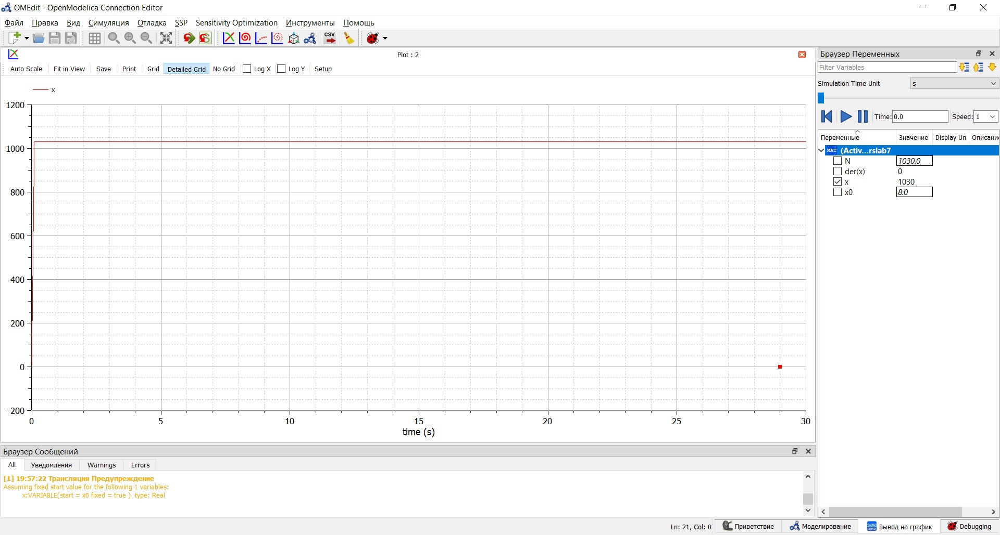 OMEdit - OpenModelica Connection Editor
Файл Правка Вид Симуляция Отладка SSP Sensitivity Optimization Инструменты Помощь
CSV
Plot : 2
Auto Scale Fit in View Save Print Grid Detailed Grid No Grid Log X Log Y Setup
x
1200
1000
800
600
400
200
0
-200
0 5 10 15 20 25 30
time (s)
Браузер Сообщений
All Уведомления Warnings Errors
[1] 19:57:22 Трансляция Предупреждение
Assuming fixed start value for the following 1 variables:
x:VARIABLE(start = x0 fixed = true ) type: Real
Браузер Переменных
Filter Variables
Simulation Time Unit s
Time: 0.0 Speed: 1
Переменные Значение Display Un Описание
MAT (Activ...rslab7
N 1030.0
der(x) 0
x 1030
x0 8.0
Ln: 21, Col: 0 Приветствие Моделирование Вывод на график Debugging